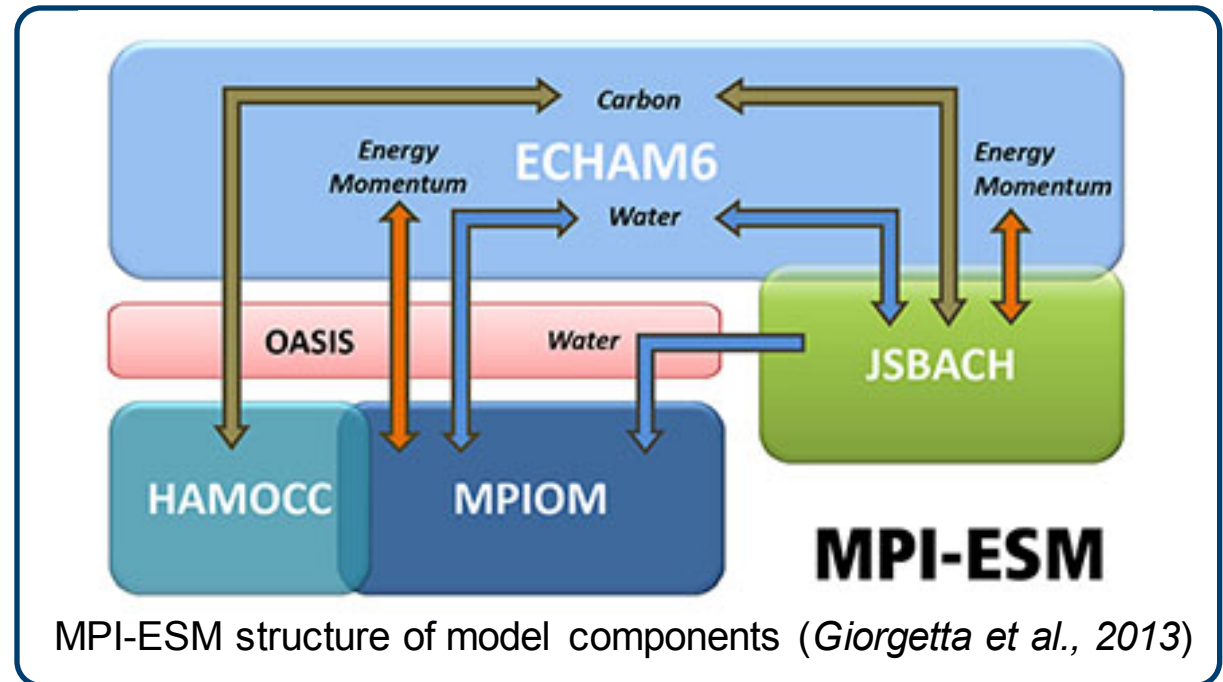 Carbon
Energy
Momentum
ECHAM6
Energy
Momentum
Water
OASIS
Water
JSBACH
HAMOCC
MPIOM
MPI-ESM
MPI-ESM structure of model components (Giorgetta et al., 2013)